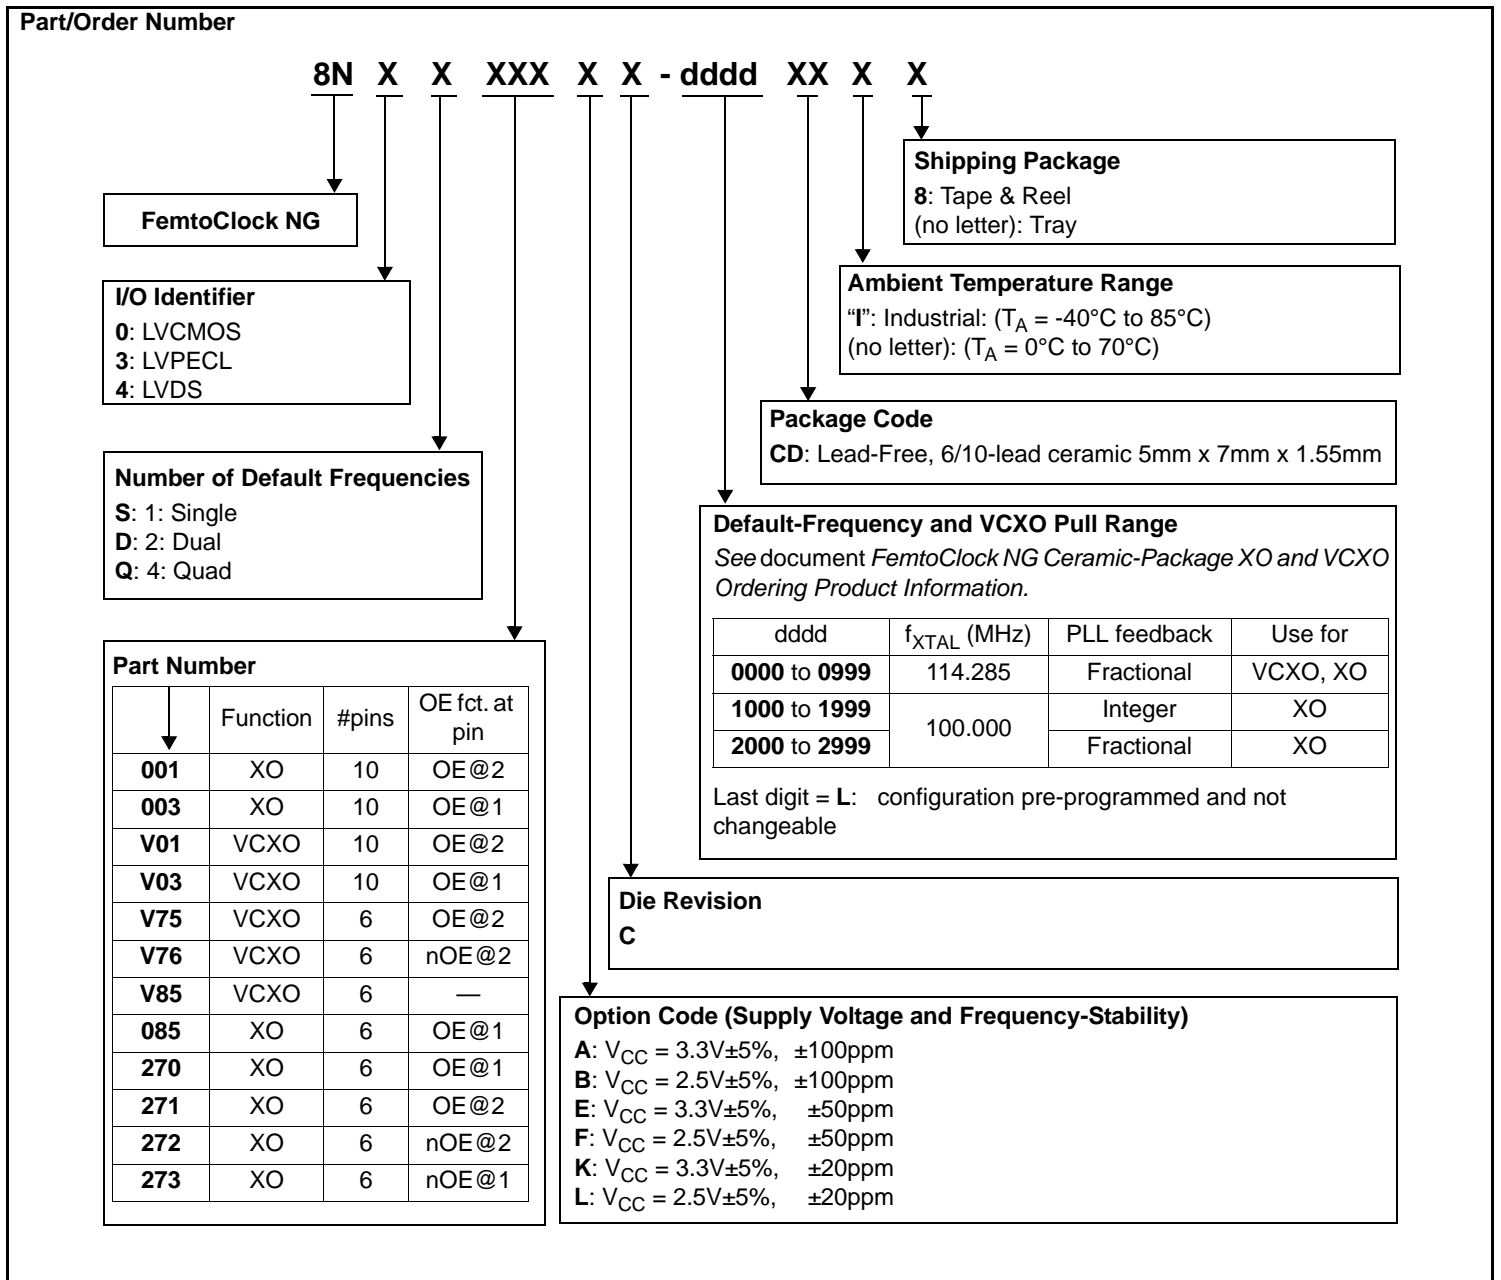 Part/Order Number
8N X X XXX X X - dddd XX X X
Shipping Package
8: Tape & Reel
(no letter): Tray
FemtoClock NG
Ambient Temperature Range
“I”: Industrial: (TA = -40°C to 85°C)
(no letter): (TA = 0°C to 70°C)
I/O Identifier
0: LVCMOS
3: LVPECL
4: LVDS
Package Code
CD: Lead-Free, 6/10-lead ceramic 5mm x 7mm x 1.55mm
Number of Default Frequencies
S: 1: Single
D: 2: Dual
Q: 4: Quad
Default-Frequency and VCXO Pull Range
See document FemtoClock NG Ceramic-Package XO and VCXO
Ordering Product Information.
dddd fXTAL (MHz) PLL feedback Use for
0000 to 0999 114.285 Fractional VCXO, XO
1000 to 1999 100.000 Integer XO
2000 to 2999 Fractional XO
Last digit = L: configuration pre-programmed and not
changeable
Part Number
Function #pins OE fct. at
pin
001 XO 10 OE@2
003 XO 10 OE@1
V01 VCXO 10 OE@2
V03 VCXO 10 OE@1
V75 VCXO 6 OE@2
V76 VCXO 6 nOE@2
V85 VCXO 6 —
085 XO 6 OE@1
270 XO 6 OE@1
271 XO 6 OE@2
272 XO 6 nOE@2
273 XO 6 nOE@1
Die Revision
C
Option Code (Supply Voltage and Frequency-Stability)
A: VCC = 3.3V±5%, ±100ppm
B: VCC = 2.5V±5%, ±100ppm
E: VCC = 3.3V±5%, ±50ppm
F: VCC = 2.5V±5%, ±50ppm
K: VCC = 3.3V±5%, ±20ppm
L: VCC = 2.5V±5%, ±20ppm